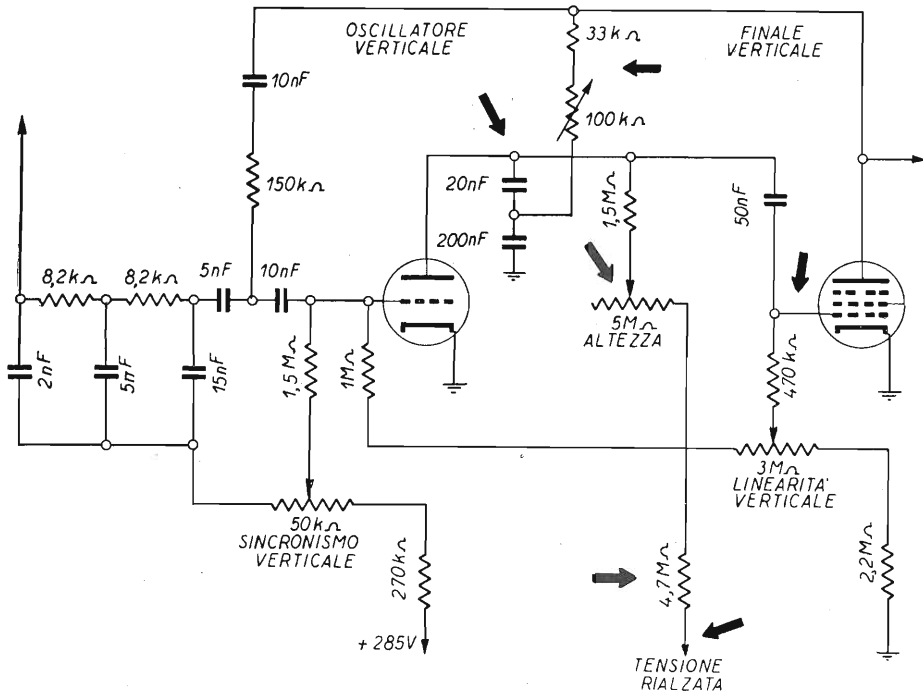 OSCILLATORE
VERTICALE
33kΩ
FINALE
VERTICALE
10nF
100kΩ
150kΩ
20nF
1,5MΩ
50nF
200nF
8,2kΩ
8,2kΩ
5nF
10nF
5MΩ
ALTEZZA
2nF
5nF
15nF
1,5MΩ
1MΩ
470kΩ
3MΩ
LINEARITA'
VERTICALE
50kΩ
SINCRONISMO
VERTICALE
270kΩ
4,7MΩ
2,2MΩ
+285V
TENSIONE
RIALZATA